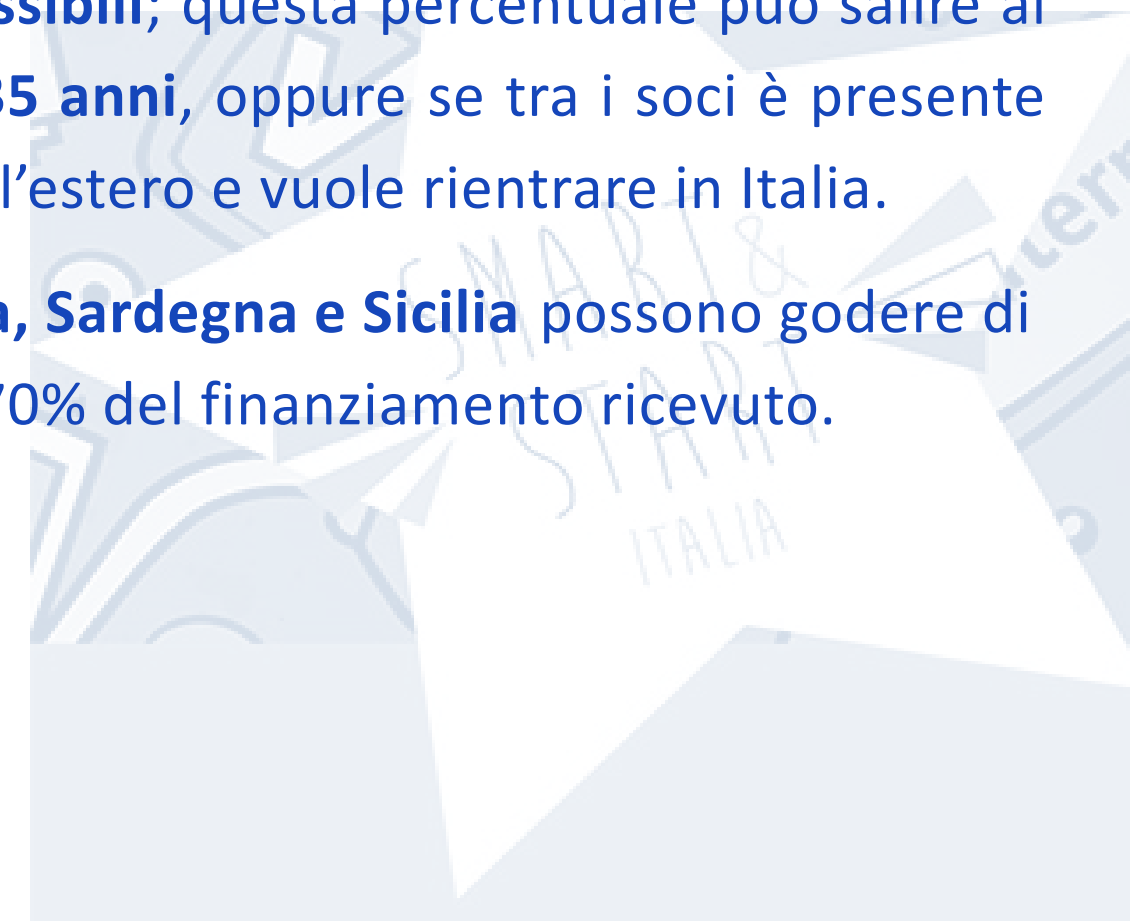 ssibili; questa percentuale può salire al
35 anni, oppure se tra i soci è presente
l’estero e vuole rientrare in Italia.
a, Sardegna e Sicilia possono godere di
70% del finanziamento ricevuto.
SMART &
START
ITALIA